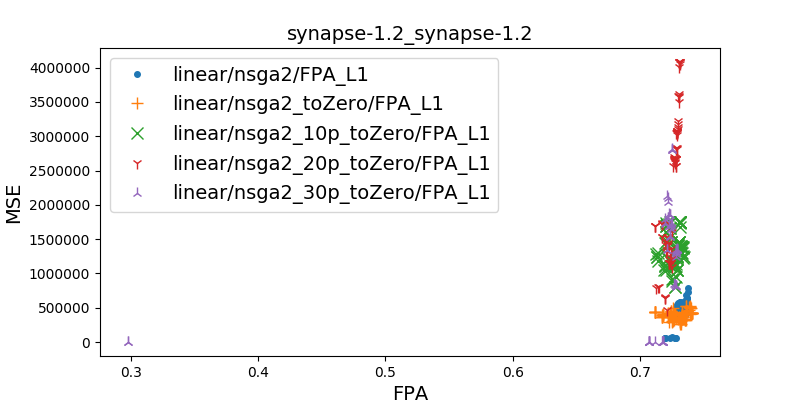 synapse-1.2_synapse-1.2
linear/nsga2/FPA_L1
linear/nsga2_toZero/FPA_L1
linear/nsga2_10p_toZero/FPA_L1
linear/nsga2_20p_toZero/FPA_L1
linear/nsga2_30p_toZero/FPA_L1
MSE
4000000
3500000
3000000
2500000
2000000
1500000
1000000
500000
0
0.3 0.4 0.5 0.6 0.7
FPA